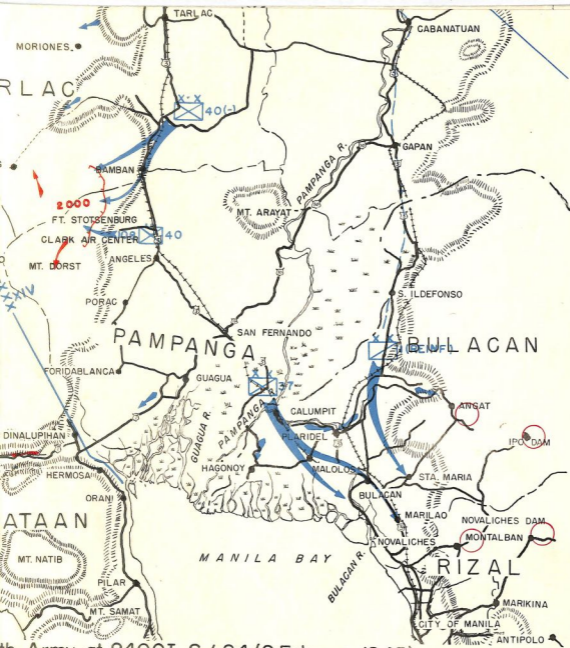 TARLAC
CABANATUAN
MORIONES
RLAC
X·X
40(-)
GAPAN
BAMBAN
PAMPANGA R.
2000
MT. ARAYAT
FT. STOTSENBURG
CLARK AIR CENTER
40
ANGELES
MT. DORST
S. ILDEFONSO
PORAC
SAN FERNANDO
PAMPANGA
BULACAN
FORIDABLANCA
GUAGUA
37
ANGAT
PAMPANGA
CALUMPIT
GUAGUA R.
DINALUPIHAN
PLARIDEL
IPO DAM
HAGONOY
MALOLOS
HERMOSA
STA. MARIA
ORANI
BULACAN
MARILAO
NOVALICHES DAM
ATAAN
NOVALICHES
MONTALBAN
MANILA BAY
MT. NATIB
RIZAL
BULACAN R.
PILAR
MT. SAMAT
MARIKINA
CITY OF MANILA
ANTIPOLO